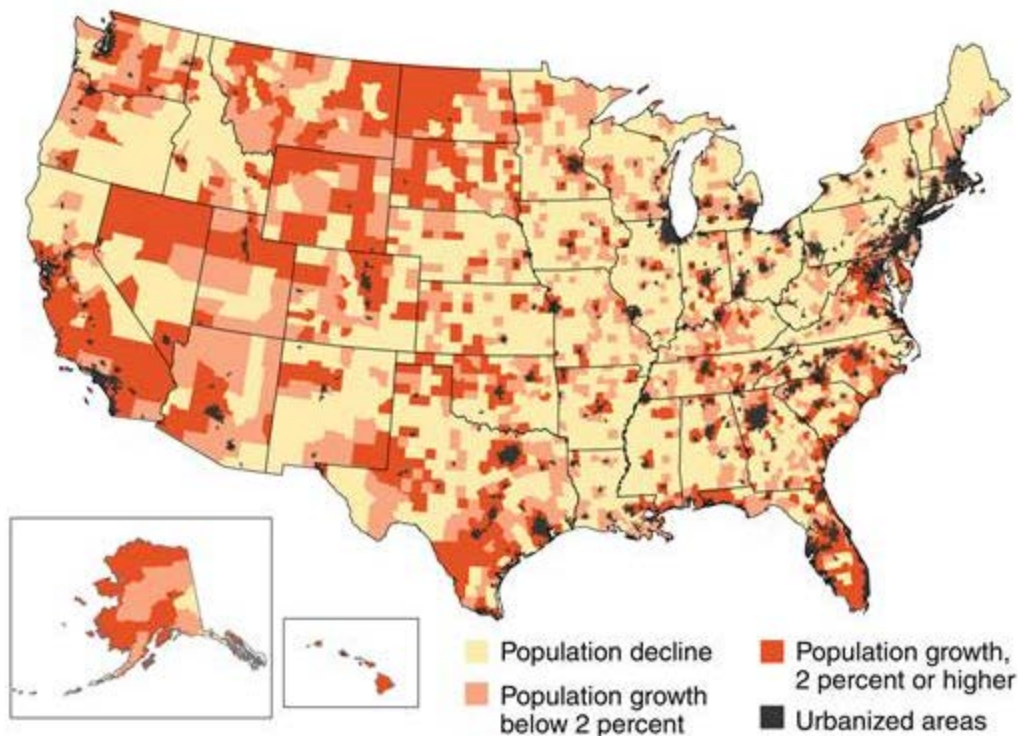 Population decline
Population growth
below 2 percent
Population growth,
2 percent or higher
Urbanized areas